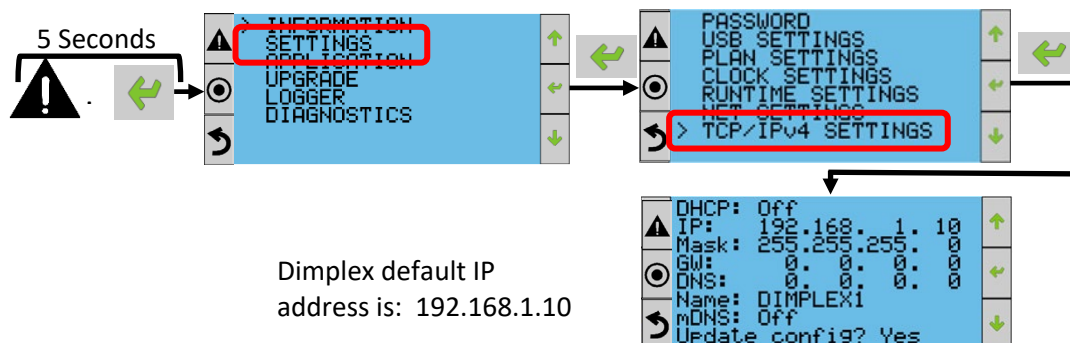 5 Seconds
.
> INFORMATION
SETTINGS
APPLICATION
UPGRADE
LOGGER
DIAGNOSTICS
PASSWORD
USB SETTINGS
PLAN SETTINGS
CLOCK SETTINGS
RUNTIME SETTINGS
NET SETTINGS
> TCP/IPv4 SETTINGS
DHCP: Off
IP: 192.168. 1. 10
Mask: 255.255.255. 0
GW: 0. 0. 0. 0
DNS: 0. 0. 0. 0
Name: DIMPLEX1
mDNS: Off
Update config? Yes
Dimplex default IP
address is: 192.168.1.10